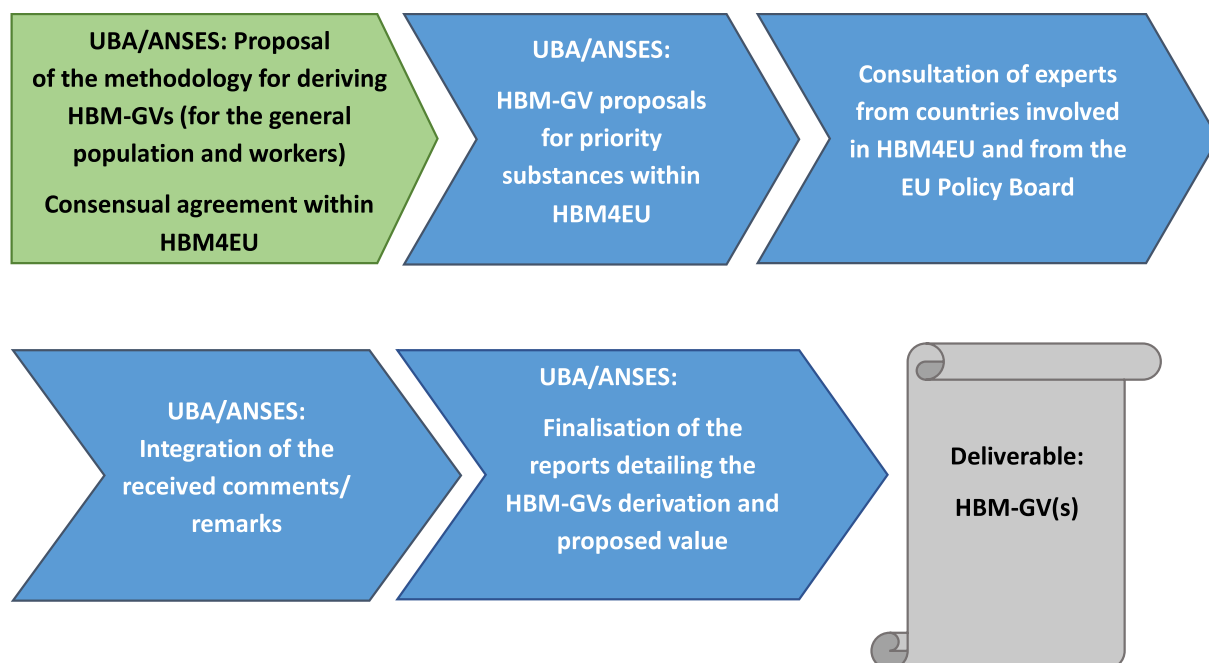 UBA/ANSES: Proposal
of the methodology for deriving
HBM-GVs (for the general
population and workers)
Consensual agreement within
HBM4EU
UBA/ANSES:
HBM-GV proposals
for priority
substances within
HBM4EU
Consultation of experts
from countries involved
in HBM4EU and from the
EU Policy Board
UBA/ANSES:
Integration of the
received comments/
remarks
UBA/ANSES:
Finalisation of the
reports detailing the
HBM-GVs derivation and
proposed value
Deliverable:
HBM-GV(s)